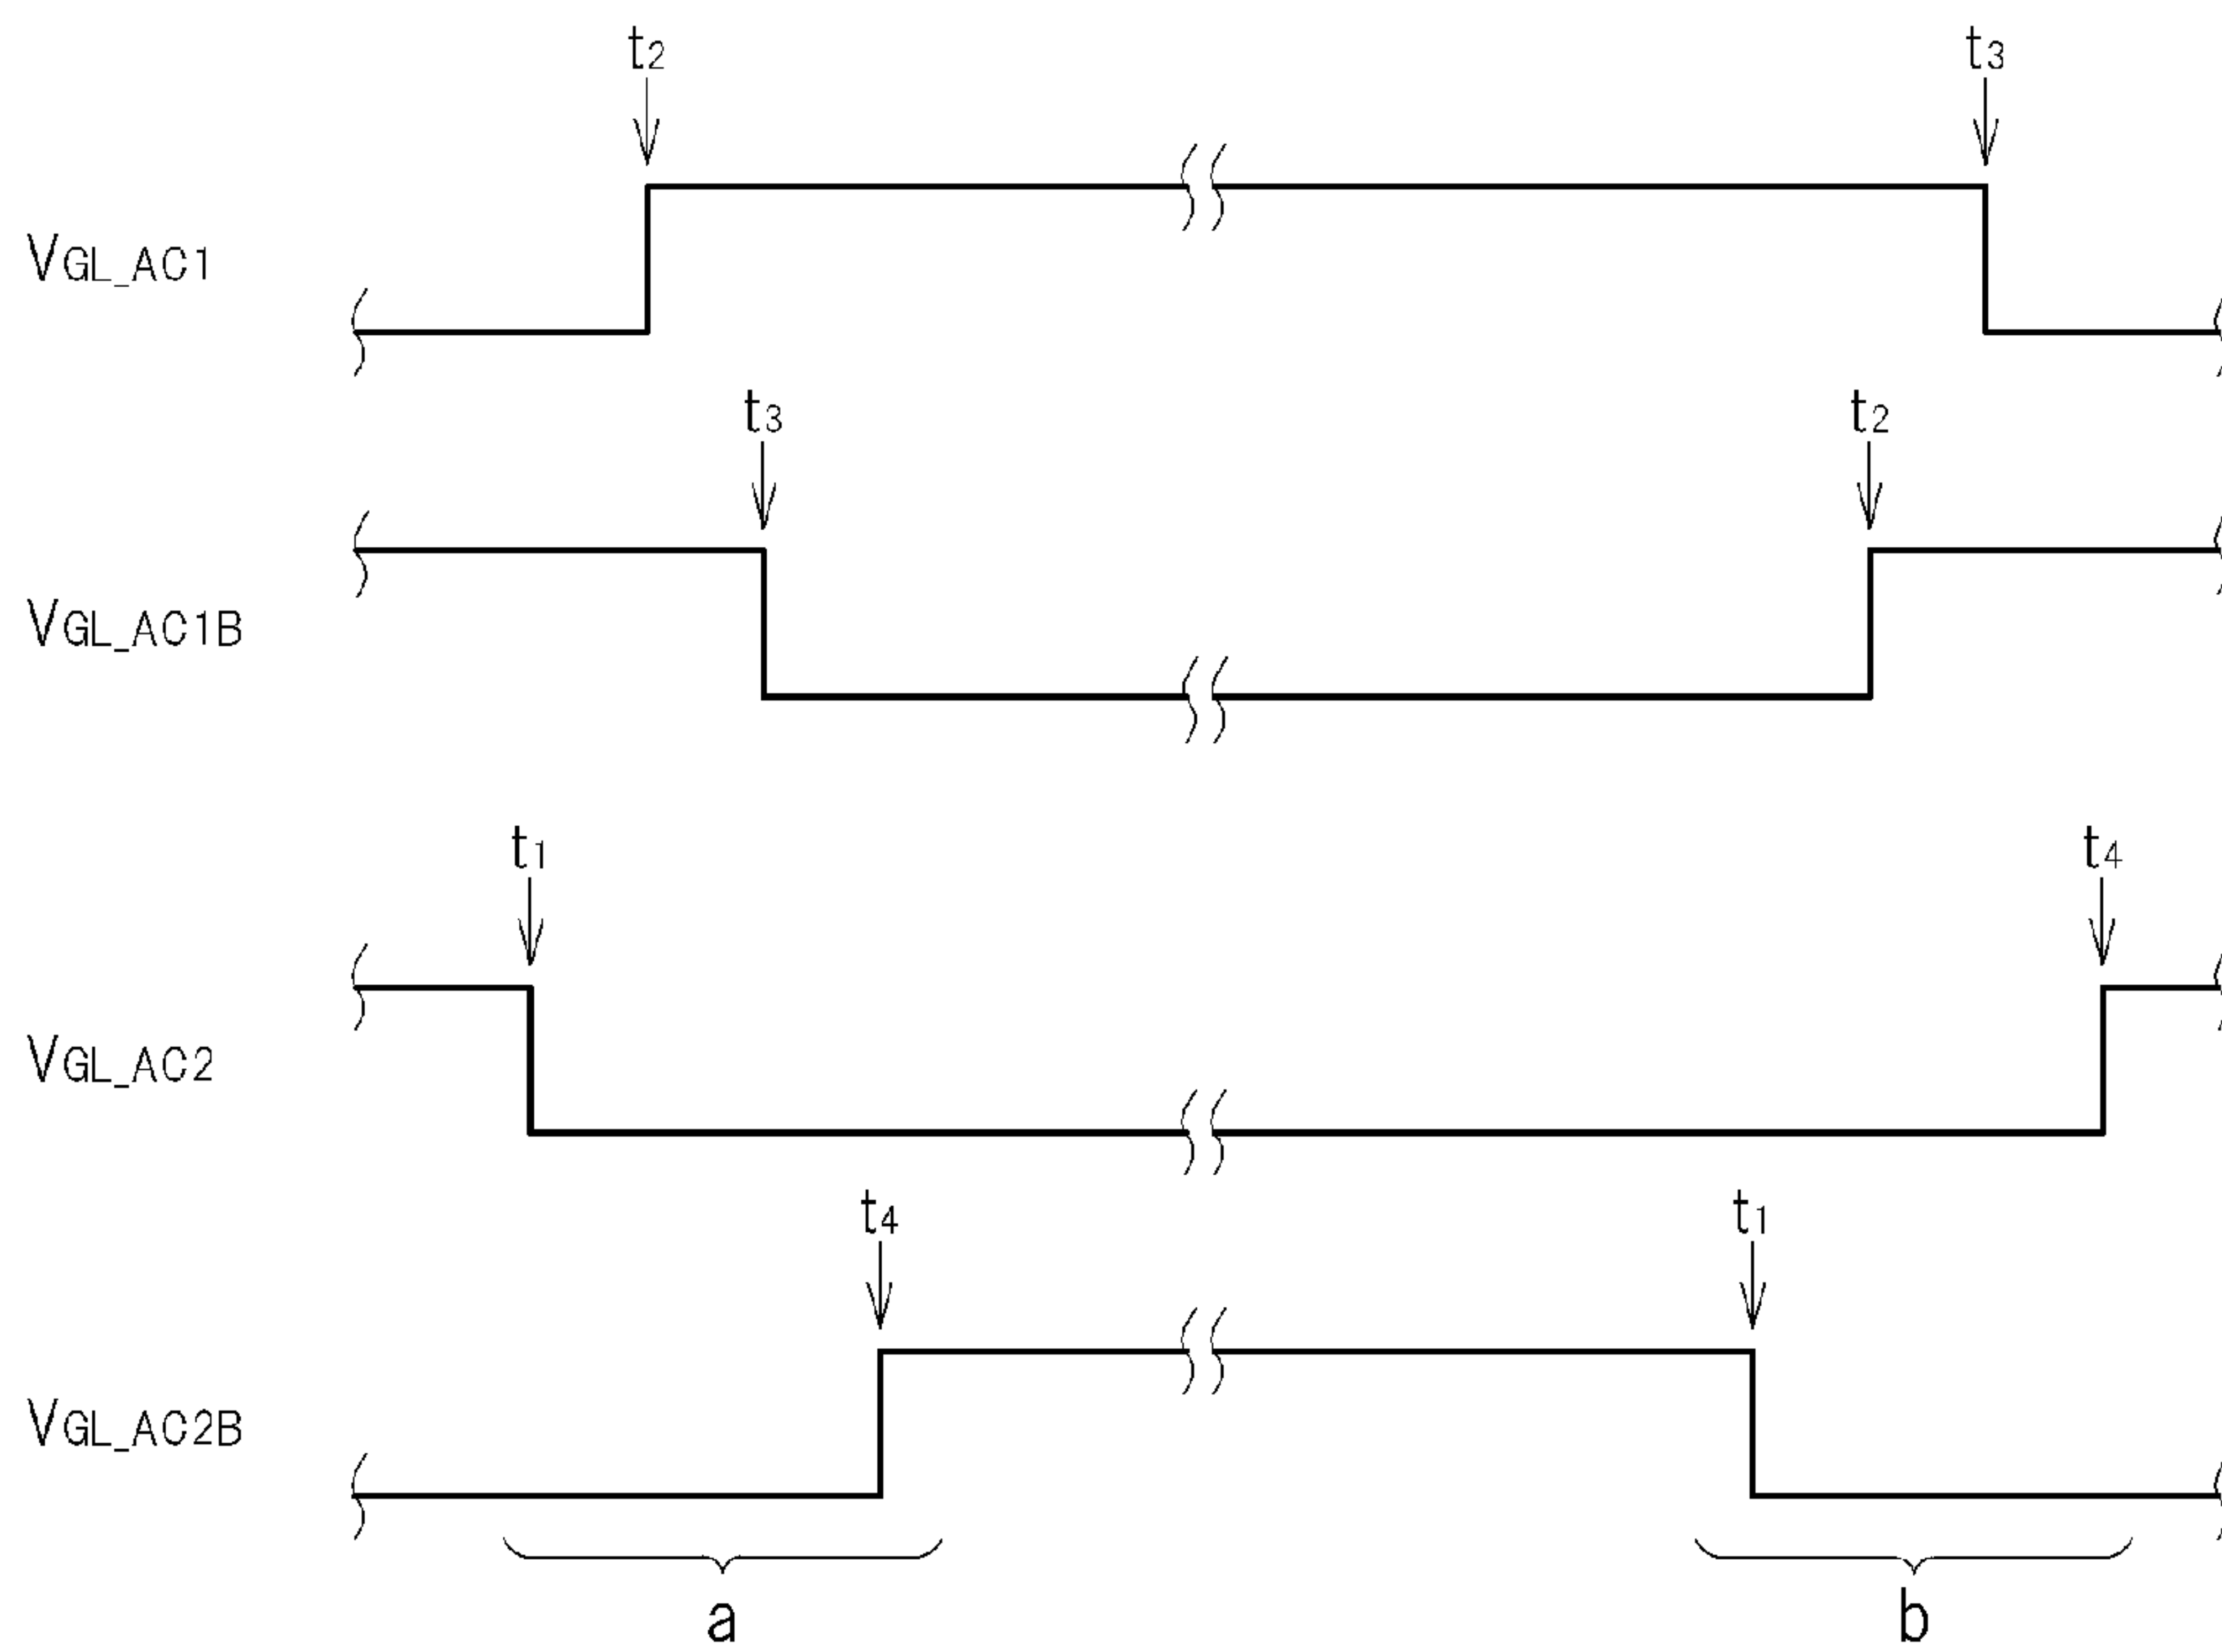 t2 t3
VGL_AC1
t3 t2
VGL_AC1B
t1 t4
VGL_AC2
t4 t1
VGL_AC2B
a b